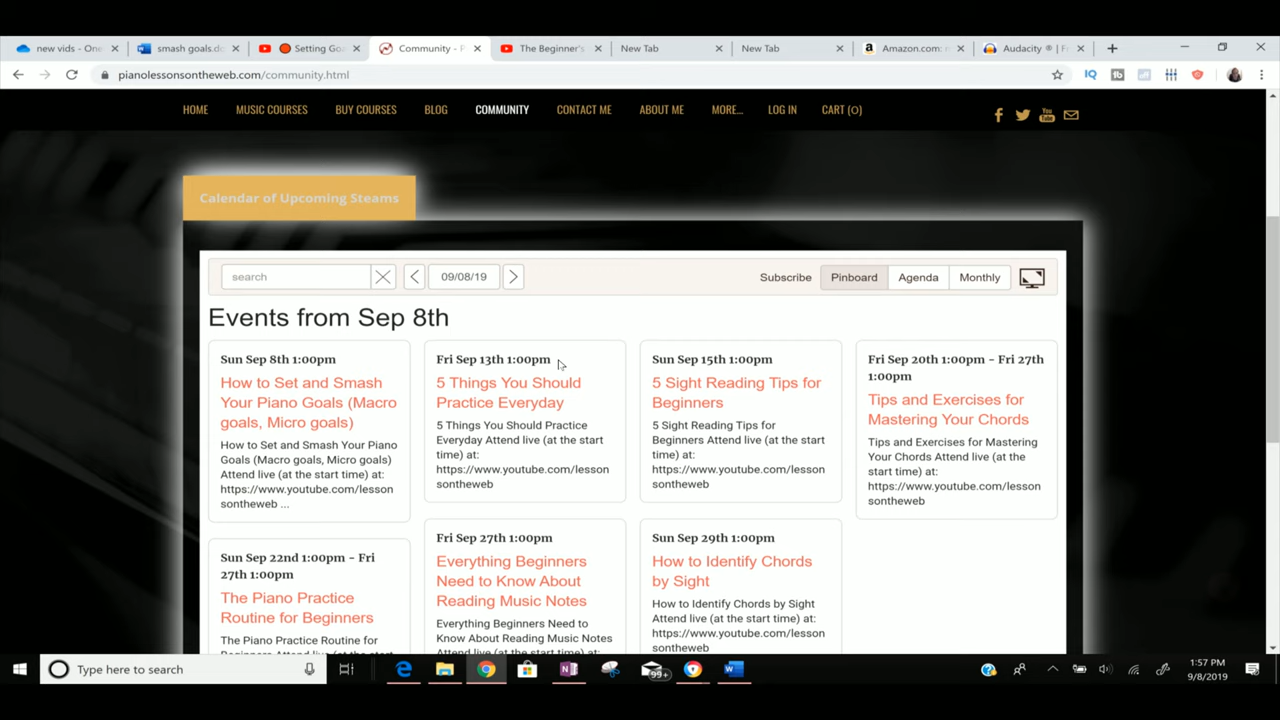 new vids - One
smash goals.do
Setting Goa
Community - P
The Beginner's
New Tab
New Tab
Amazon.com:
Audacity ® | Fr
pianolessonsontheweb.com/community.html
HOME
MUSIC COURSES
BUY COURSES
BLOG
COMMUNITY
CONTACT ME
ABOUT ME
MORE...
LOG IN
CART (0)
Calendar of Upcoming Steams
search
09/08/19
Subscribe
Pinboard
Agenda
Monthly
Events from Sep 8th
Sun Sep 8th 1:00pm
How to Set and Smash
Your Piano Goals (Macro
goals, Micro goals)
How to Set and Smash Your Piano
Goals (Macro goals, Micro goals)
Attend live (at the start time) at:
https://www.youtube.com/lesson
sontheweb ...
Fri Sep 13th 1:00pm
5 Things You Should
Practice Everyday
5 Things You Should Practice
Everyday Attend live (at the start
time) at:
https://www.youtube.com/lesson
sontheweb
Sun Sep 15th 1:00pm
5 Sight Reading Tips for
Beginners
5 Sight Reading Tips for
Beginners Attend live (at the start
time) at:
https://www.youtube.com/lesson
sontheweb
Fri Sep 20th 1:00pm - Fri 27th
1:00pm
Tips and Exercises for
Mastering Your Chords
Tips and Exercises for Mastering
Your Chords Attend live (at the
start time) at:
https://www.youtube.com/lesson
sontheweb
Sun Sep 22nd 1:00pm - Fri
27th 1:00pm
The Piano Practice
Routine for Beginners
The Piano Practice Routine for
Fri Sep 27th 1:00pm
Everything Beginners
Need to Know About
Reading Music Notes
Everything Beginners Need to
Know About Reading Music Notes
Sun Sep 29th 1:00pm
How to Identify Chords
by Sight
How to Identify Chords by Sight
Attend live (at the start time) at:
https://www.youtube.com/lesson
sontheweb
Type here to search
99+
1:57 PM
9/8/2019